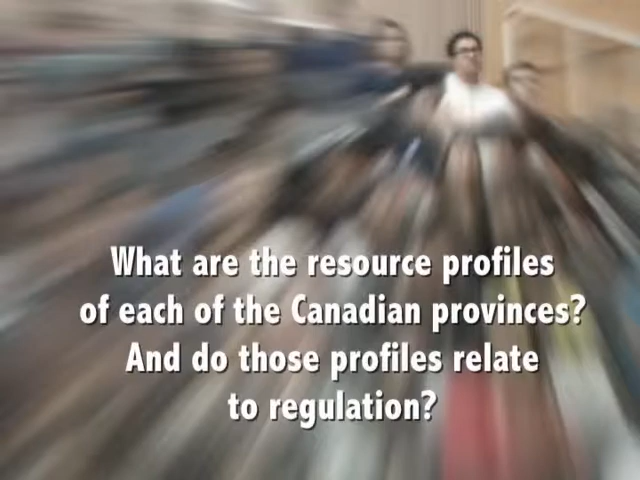 What are the resource profiles
of each of the Canadian provinces?
And do those profiles relate
to regulation?